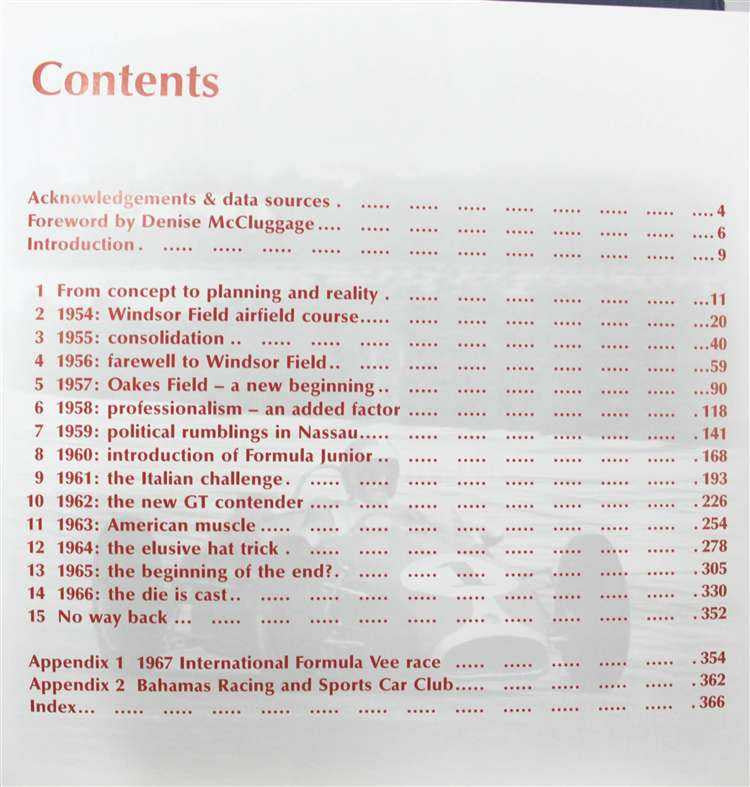 Contents
Acknowledgements & data sources . ..... ..... ..... ..... ..... ..... ..... ....4
Foreword by Denise McCluggage.... ..... ..... ..... ..... ..... ..... ..... ....6
Introduction. ..... ..... ..... ..... ..... ..... ..... ..... ..... ..... ..... ....9
1 From concept to planning and reality . ..... ..... ..... ..... ..... ..... ...11
2 1954: Windsor Field airfield course..... ..... ..... ..... ..... ..... ..... ...20
3 1955: consolidation .. ..... ..... ..... ..... ..... ..... ..... ..... ..... ...40
4 1956: farewell to Windsor Field.. ..... ..... ..... ..... ..... ..... ..... ...59
5 1957: Oakes Field – a new beginning.. ..... ..... ..... ..... ..... ..... ...90
6 1958: professionalism – an added factor ..... ..... ..... ..... ..... ..... .118
7 1959: political rumblings in Nassau..... ..... ..... ..... ..... ..... ..... .141
8 1960: introduction of Formula Junior .. ..... ..... ..... ..... ..... ..... .168
9 1961: the Italian challenge. ..... ..... ..... ..... ..... ..... ..... ..... .193
10 1962: the new GT contender ..... ..... ..... ..... ..... ..... ..... ..... .226
11 1963: American muscle ..... ..... ..... ..... ..... ..... ..... ..... ..... .254
12 1964: the elusive hat trick . ..... ..... ..... ..... ..... ..... ..... ..... .278
13 1965: the beginning of the end?. ..... ..... ..... ..... ..... ..... ..... .305
14 1966: the die is cast.. ..... ..... ..... ..... ..... ..... ..... ..... ..... .330
15 No way back ... ..... ..... ..... ..... ..... ..... ..... ..... ..... ..... .352
Appendix 1 1967 International Formula Vee race ..... ..... ..... ..... ..... .354
Appendix 2 Bahamas Racing and Sports Car Club..... ..... ..... ..... ..... .362
Index... ..... ..... ..... ..... ..... ..... ..... ..... ..... ..... ..... ..... .366